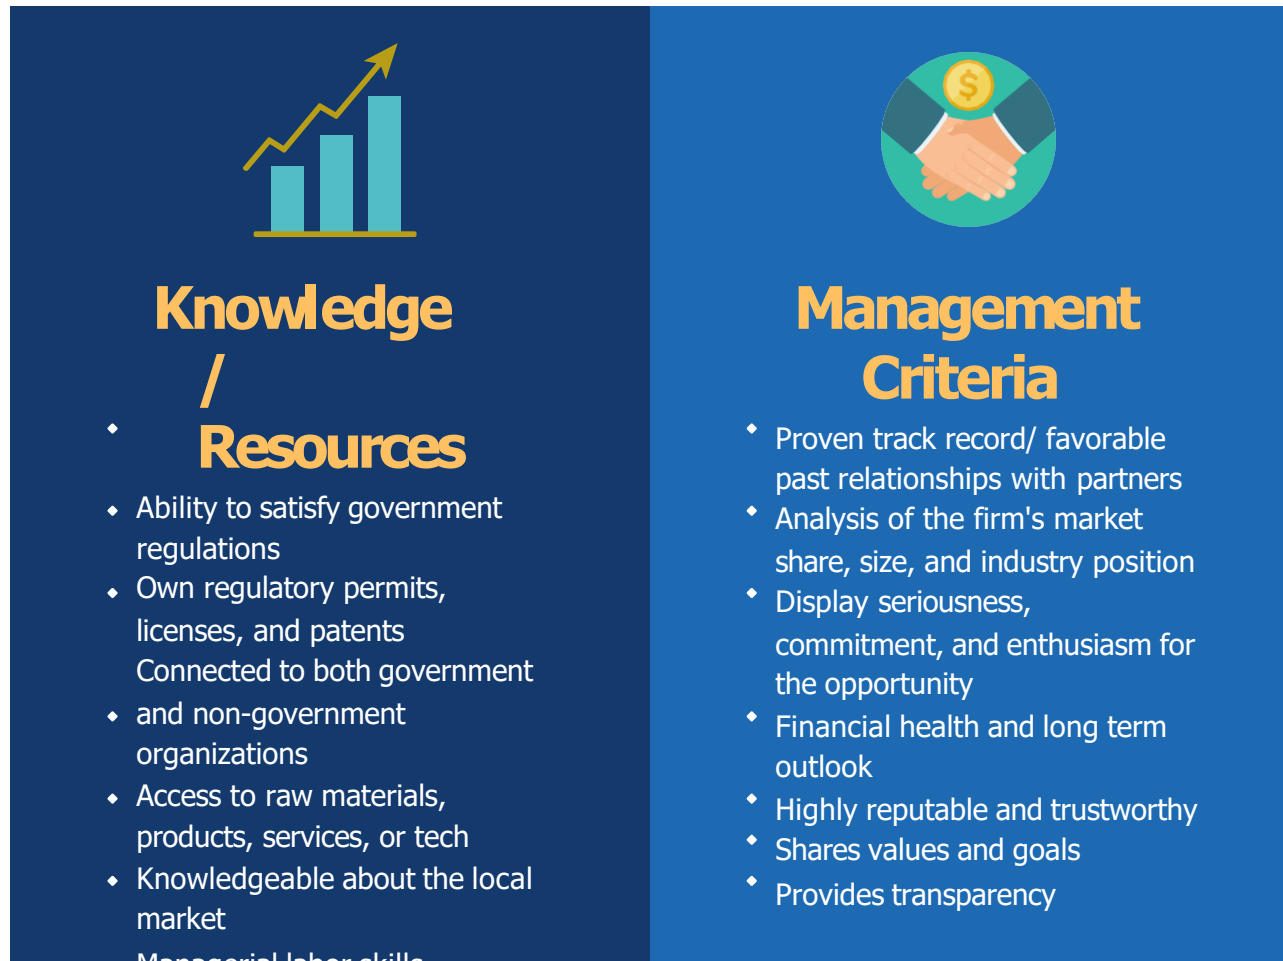 Knowledge
/
Resources
Ability to satisfy government
regulations
Own regulatory permits,
licenses, and patents
Connected to both government
and non-government
organizations
Access to raw materials,
products, services, or tech
Knowledgeable about the local
market
Managerial labor skills
$
Management
Criteria
Proven track record/ favorable
past relationships with partners
Analysis of the firm's market
share, size, and industry position
Display seriousness,
commitment, and enthusiasm for
the opportunity
Financial health and long term
outlook
Highly reputable and trustworthy
Shares values and goals
Provides transparency